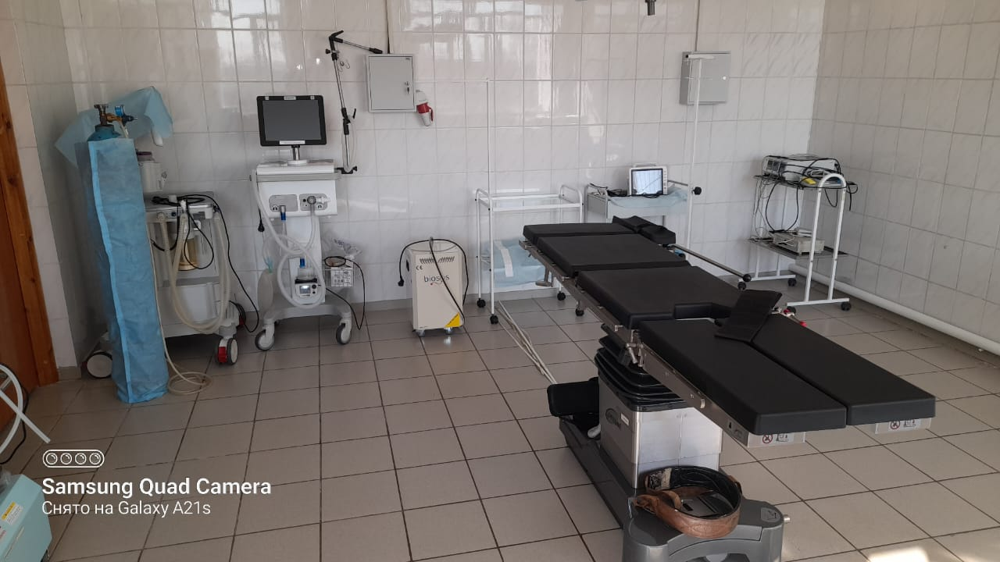 biosys
Samsung Quad Camera
Снято на Galaxy A21s